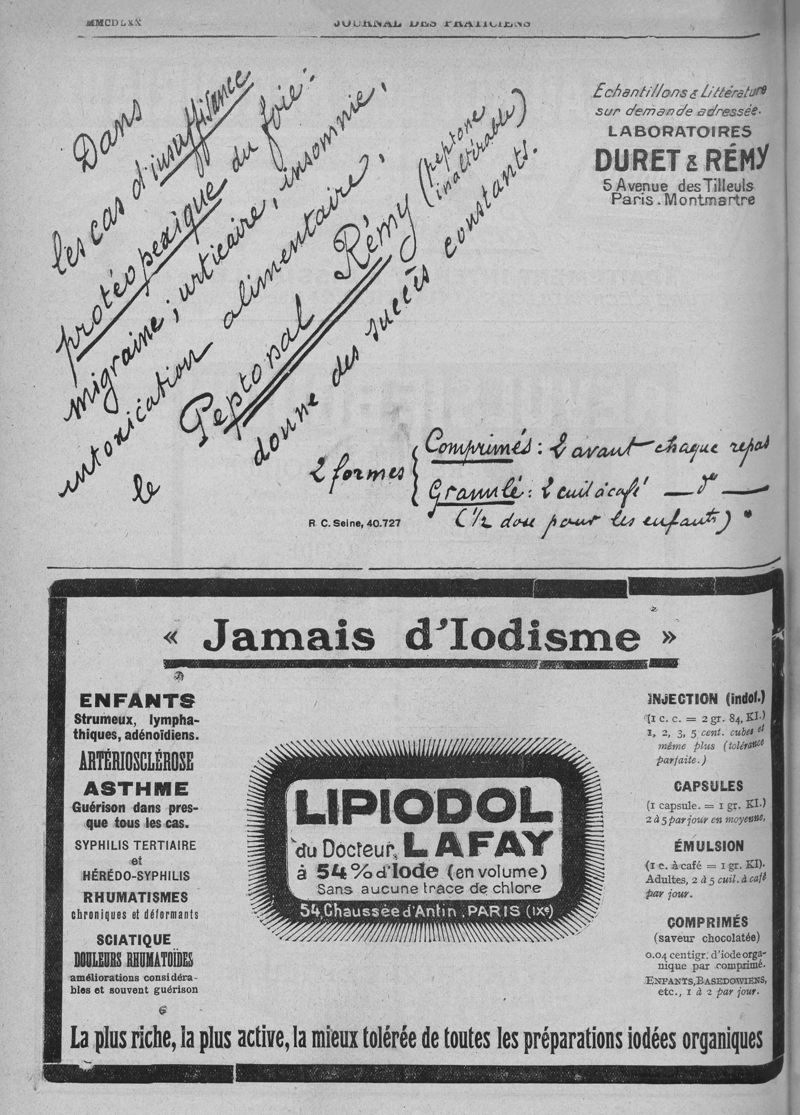 MMCDLXX
JOURNAL DES PRATICIENS
Dans
les cas d'insuffisance
protéopexique du foie :
migraine ; urticaire, insomnie,
intoxication alimentaire,
le Peptonal Rémy (peptone
inaltérable)
donne des succès constants.
Echantillons & Littérature
sur demande adressée.
LABORATOIRES
DURET & RÉMY
5 Avenue des Tilleuls
Paris . Montmartre
2 formes
Comprimés : 2 avant chaque repas
Granulé : 2 cuil à café — do —
(½ dou pour les enfants)
R. C. Seine, 40.727
« Jamais d'Iodisme »
ENFANTS
Strumeux, lympha-
thiques, adénoïdiens.
ARTÉRIOSCLÉROSE
ASTHME
Guérison dans pres-
que tous les cas.
SYPHILIS TERTIAIRE
et
HÉRÉDO-SYPHILIS
RHUMATISMES
chroniques et déformants
SCIATIQUE
DOULEURS RHUMATOÏDES
améliorations considéra-
bles et souvent guérison
LIPIODOL
du Docteur LAFAY
à 54% d'Iode (en volume)
Sans aucune trace de chlore
54, Chaussée d'Antin, PARIS (IXe)
INJECTION (indol.)
(1 c. c. = 2 gr. 84, KI.)
1, 2, 3, 5 cent. cubes et
même plus (tolérance
parfaite.)
CAPSULES
(1 capsule. = 1 gr. KI.)
2 à 5 par jour en moyenne.
ÉMULSION
(1 c. à café = 1 gr. KI).
Adultes, 2 à 5 cuil. à café
par jour.
COMPRIMÉS
(saveur chocolatée)
0.04 centigr. d'iode orga-
nique par comprimé.
ENFANTS, BASEDOWIENS,
etc., 1 à 2 par jour.
La plus riche, la plus active, la mieux tolérée de toutes les préparations iodées organiques